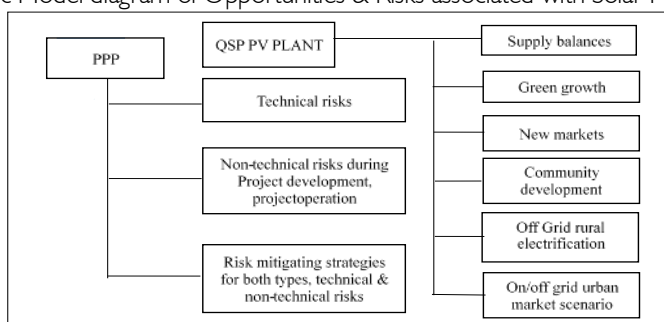 Model diagram of Opportunities & Risks associated with Solar
PPP
QSP PV PLANT
Technical risks
Non-technical risks during
Project development,
projectoperation
Risk mitigating strategies
for both types, technical &
non-technical risks
Supply balances
Green growth
New markets
Community
development
Off Grid rural
electrification
On/off grid urban
market scenario